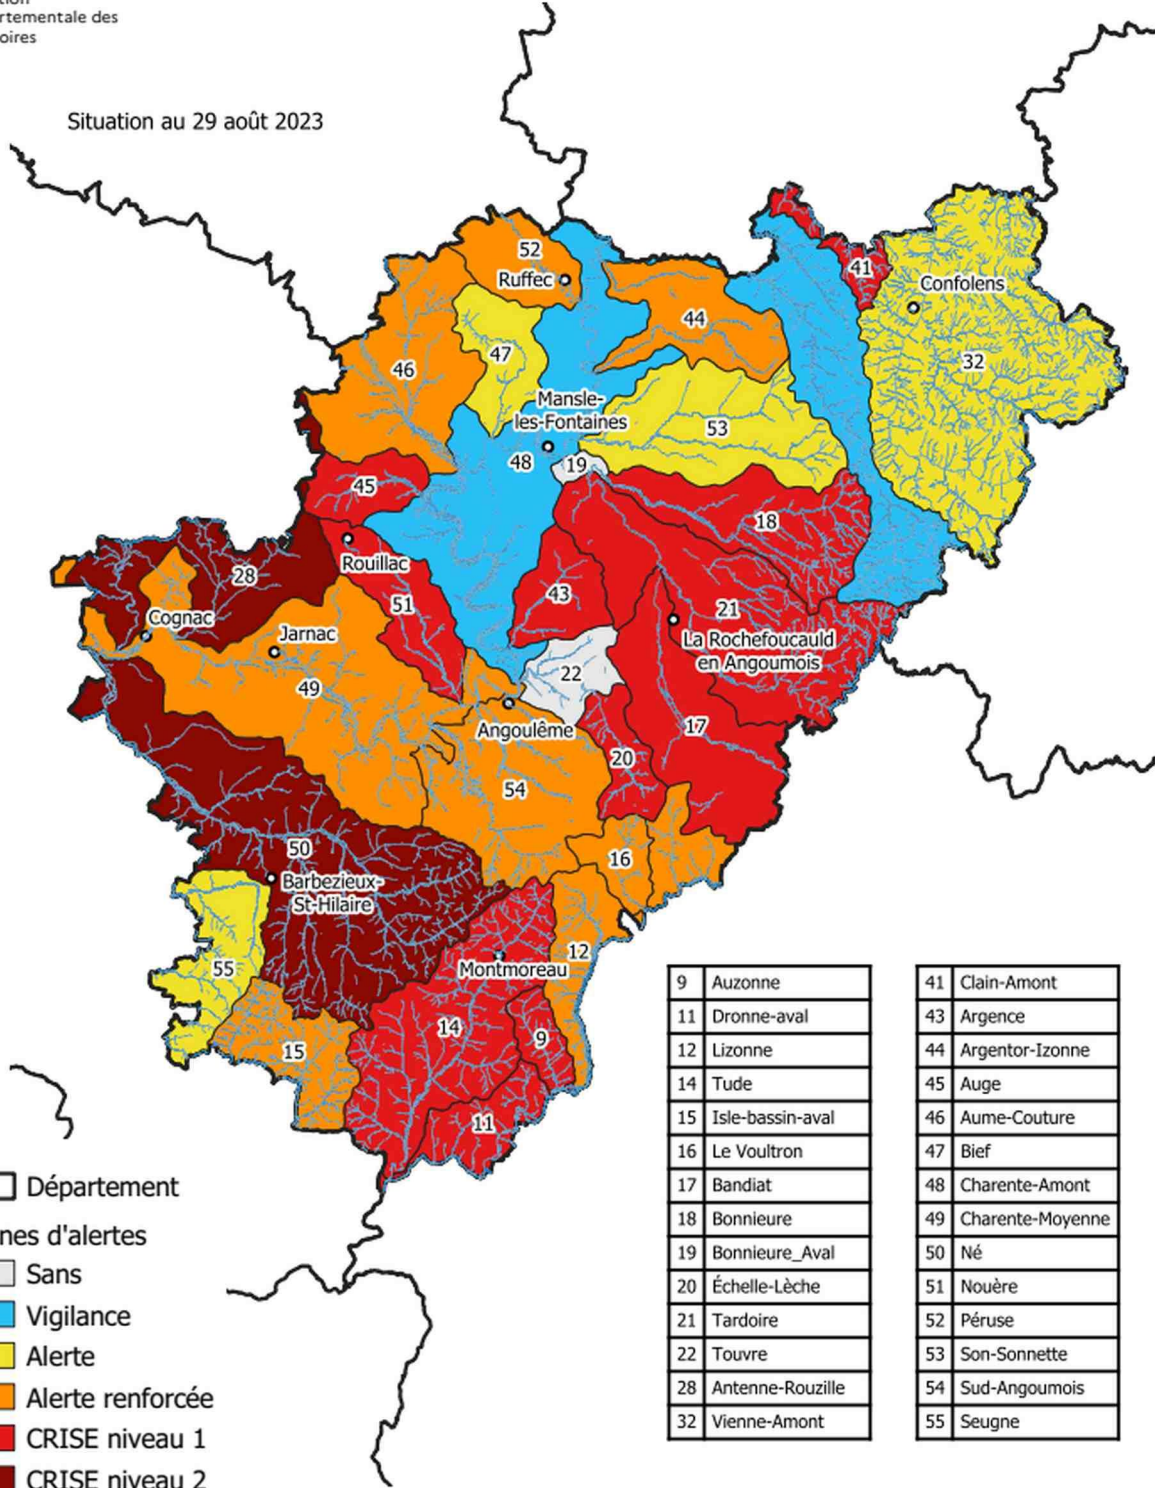 rtementale des
oires
Situation au 29 août 2023
52
Ruffec
41
Confolens
44
47
46
32
Mansle-
les-Fontaines
53
48
19
45
18
Rouillac
28
43
51
21
Cognac
Jarnac
La Rochefoucauld
en Angoumois
22
49
Angoulême
17
20
54
50
16
Barbezieux-
St-Hilaire
12
55
Montmoreau
14
9
15
11
9 Auzonne
11 Dronne-aval
12 Lizonne
14 Tude
15 Isle-bassin-aval
16 Le Voultron
17 Bandiat
18 Bonnieure
19 Bonnieure_Aval
20 Échelle-Lèche
21 Tardoire
22 Touvre
28 Antenne-Rouzille
32 Vienne-Amont
41 Clain-Amont
43 Argence
44 Argentor-Izonne
45 Auge
46 Aume-Couture
47 Bief
48 Charente-Amont
49 Charente-Moyenne
50 Né
51 Nouère
52 Péruse
53 Son-Sonnette
54 Sud-Angoumois
55 Seugne
Département
nes d'alertes
Sans
Vigilance
Alerte
Alerte renforcée
CRISE niveau 1
CRISE niveau 2